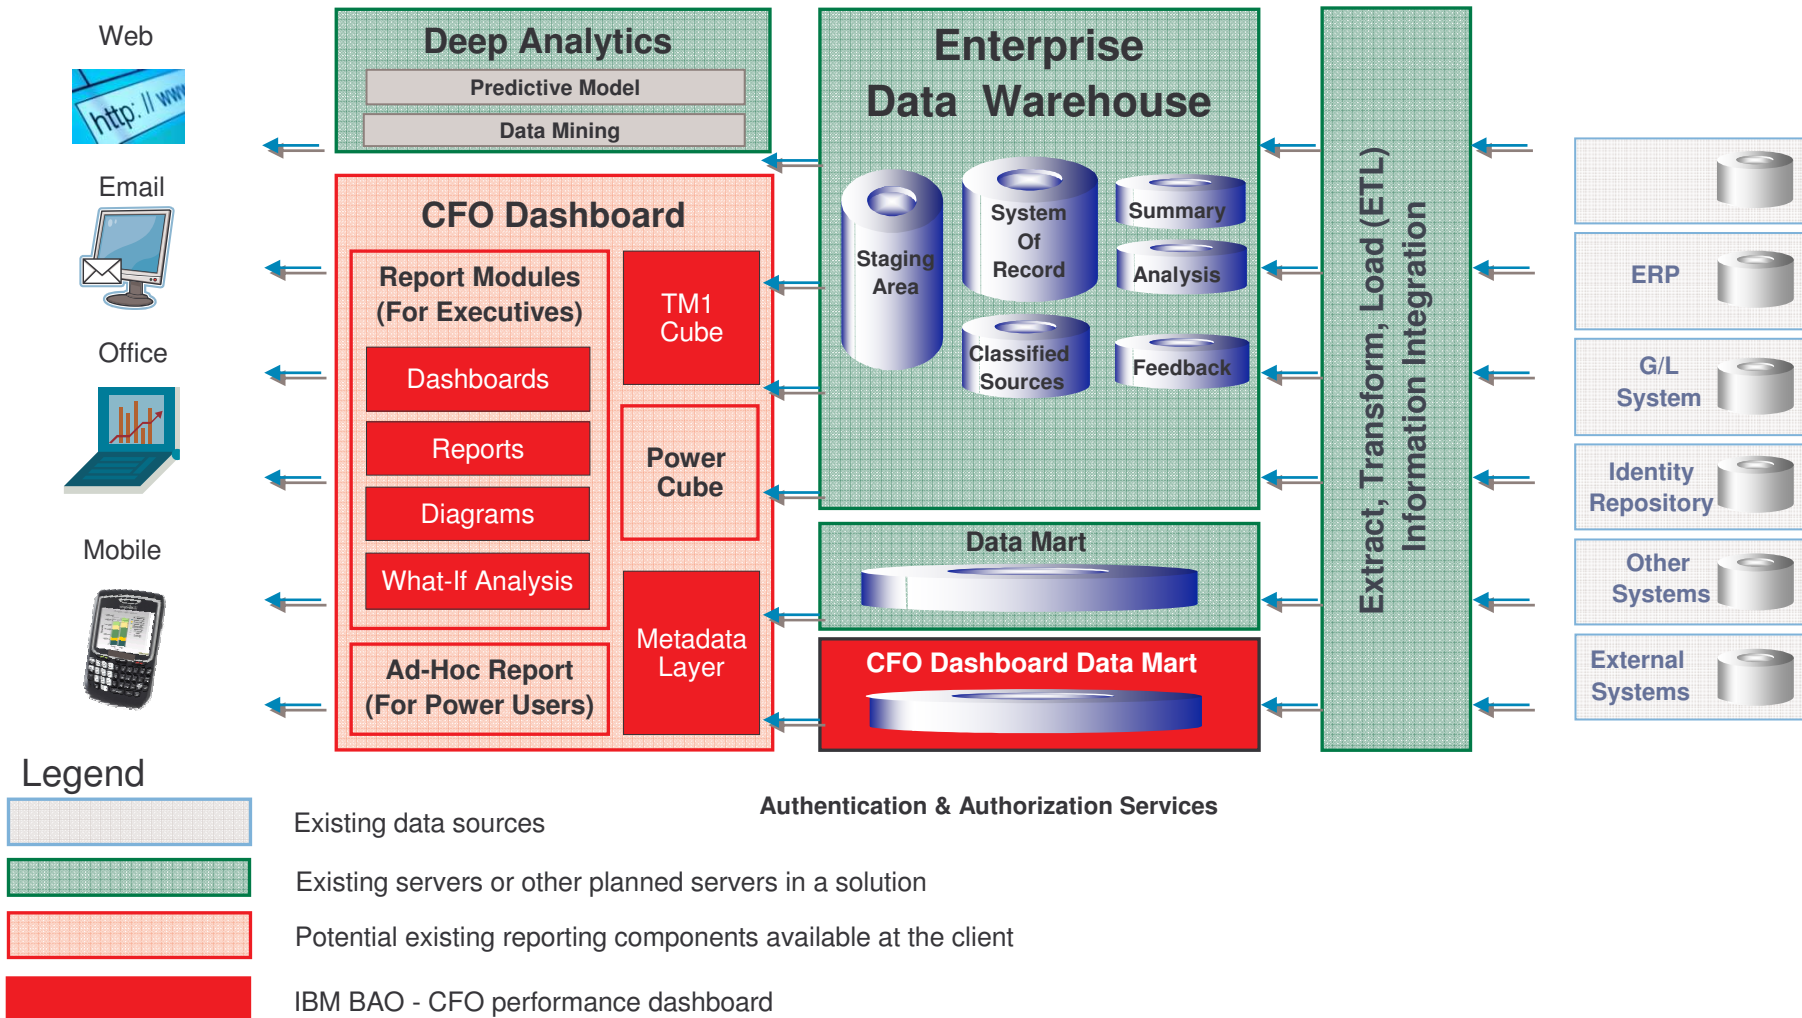 Web
http: // www
Email
Office
Mobile
Deep Analytics
Predictive Model
Data Mining
CFO Dashboard
Report Modules
(For Executives)
Dashboards
Reports
Diagrams
What-If Analysis
Ad-Hoc Report
(For Power Users)
TM1
Cube
Power
Cube
Metadata
Layer
Enterprise
Data Warehouse
Staging
Area
System
Of
Record
Classified
Sources
Summary
Analysis
Feedback
Data Mart
CFO Dashboard Data Mart
Extract, Transform, Load (ETL)
Information Integration
ERP
G/L
System
Identity
Repository
Other
Systems
External
Systems
Authentication & Authorization Services
Legend
Existing data sources
Existing servers or other planned servers in a solution
Potential existing reporting components available at the client
IBM BAO - CFO performance dashboard